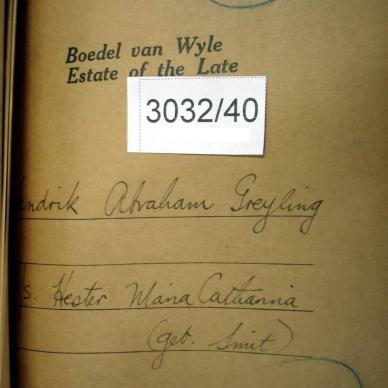 Boedel van Wyle
Estate of the Late
3032/40
ndrik Abraham Greyling
s. Hester Maria Catharina
(geb. Smit)